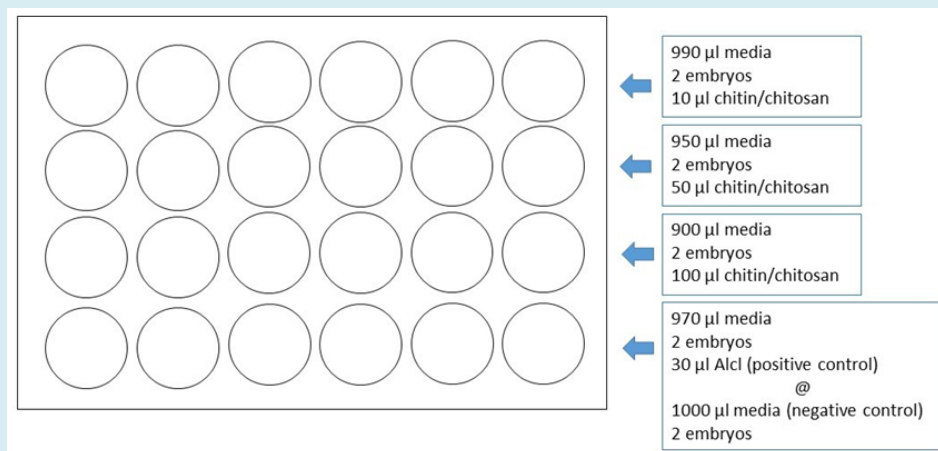 990 µl media
2 embryos
10 µl chitin/chitosan
950 µl media
2 embryos
50 µl chitin/chitosan
900 µl media
2 embryos
100 µl chitin/chitosan
970 µl media
2 embryos
30 µl Alcl (positive control)
@
1000 µl media (negative control)
2 embryos